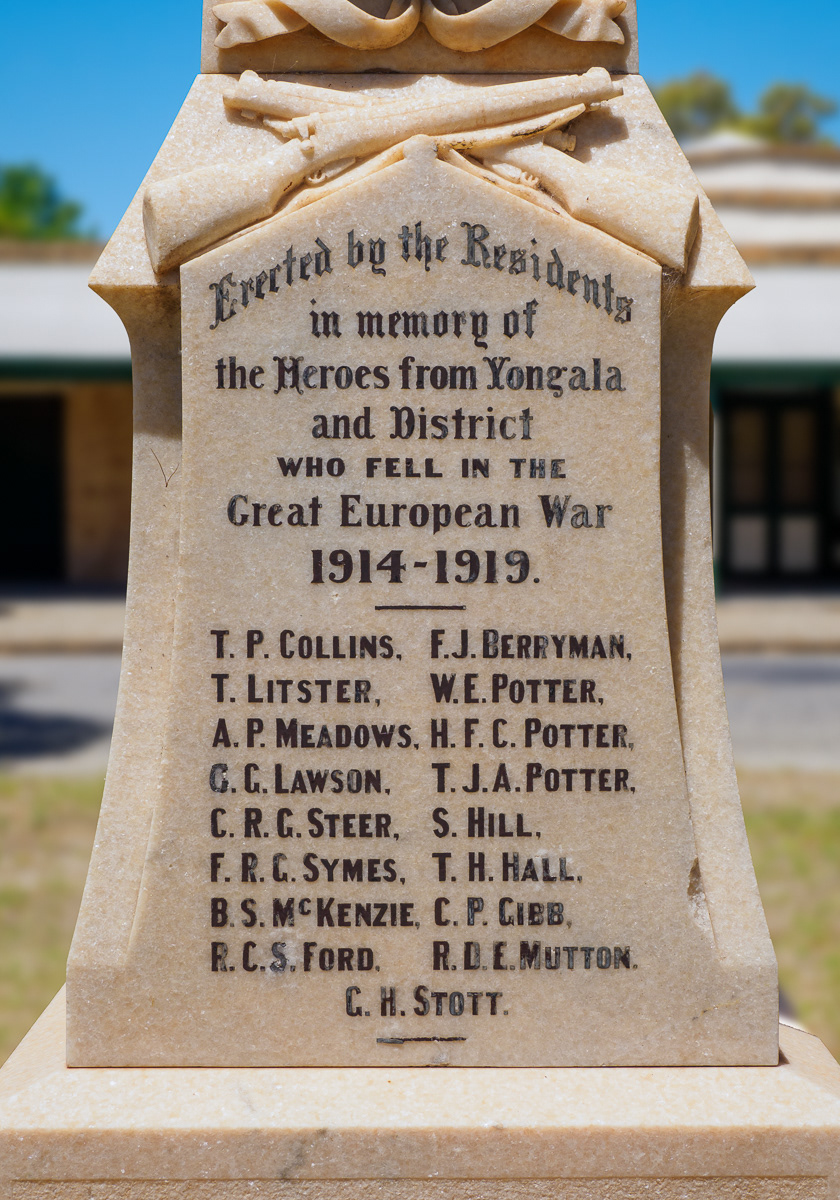 Erected by the Residents
in memory of
the Heroes from Yongala
and District
WHO FELL IN THE
Great European War
1914-1919.
T. P. COLLINS, F.J. BERRYMAN,
T. LITSTER, W.E. POTTER,
A. P. MEADOWS, H. F. C. POTTER,
G. G. LAWSON, T. J. A. POTTER,
C. R. G. STEER, S. HILL,
F. R. G. SYMES, T. H. HALL,
B. S. McKENZIE, C. P. GIBB,
R. C. S. FORD, R. D. E. MUTTON.
G. H. STOTT.